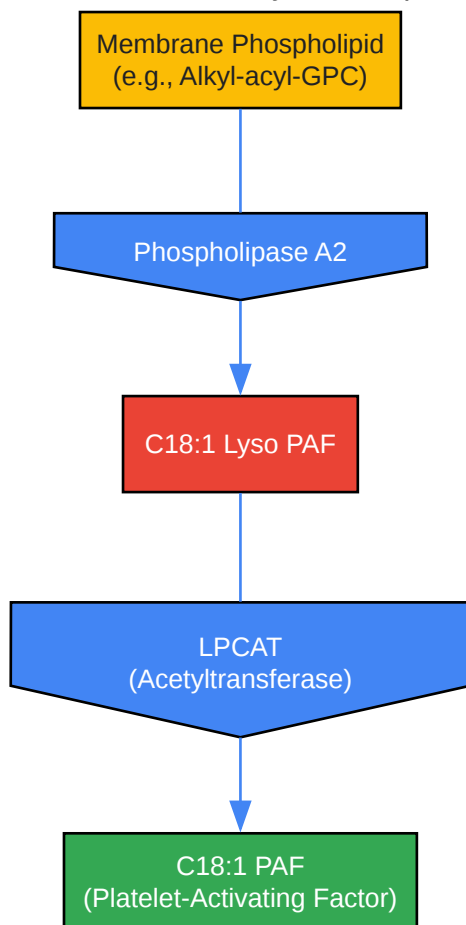 Membrane Phospholipid
(e.g., Alkyl-acyl-GPC)
Phospholipase A2
C18:1 Lyso PAF
LPCAT
(Acetyltransferase)
C18:1 PAF
(Platelet-Activating Factor)